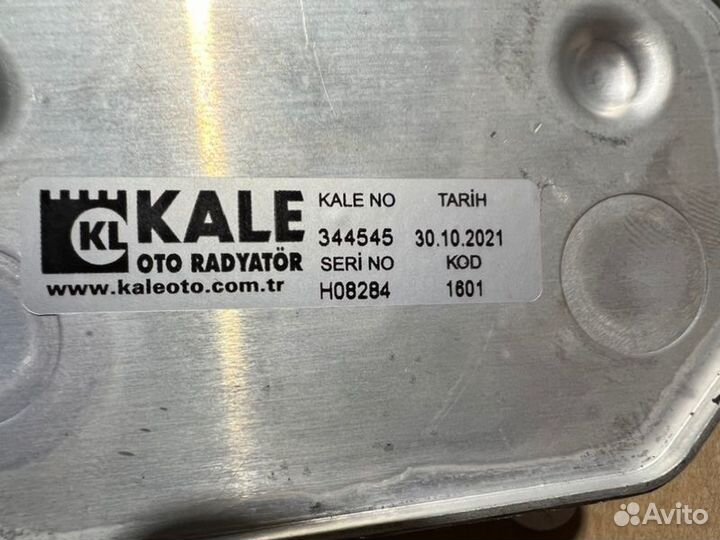 KL KALE
OTO RADYATÖR
www.kaleoto.com.tr
KALE NO TARİH
344545 30.10.2021
SERİ NO KOD
H08284 1601
Avito